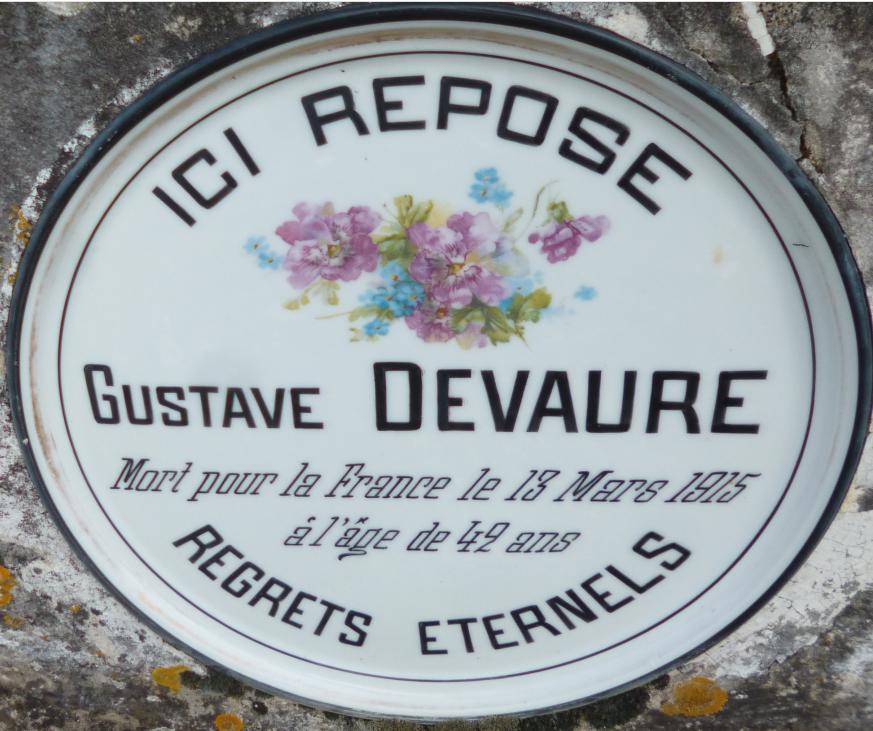 ICI REPOSE
GUSTAVE DEVAURE
Mort pour la France le 13 Mars 1915
à l'âge de 42 ans
REGRETS ETERNELS